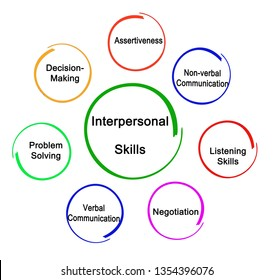 Assertiveness
Decision-
Making
Non-verbal
Communication
Interpersonal
Skills
Problem
Solving
Listening
Skills
Verbal
Communication
Negotiation
shutterstock.com · 1354396076